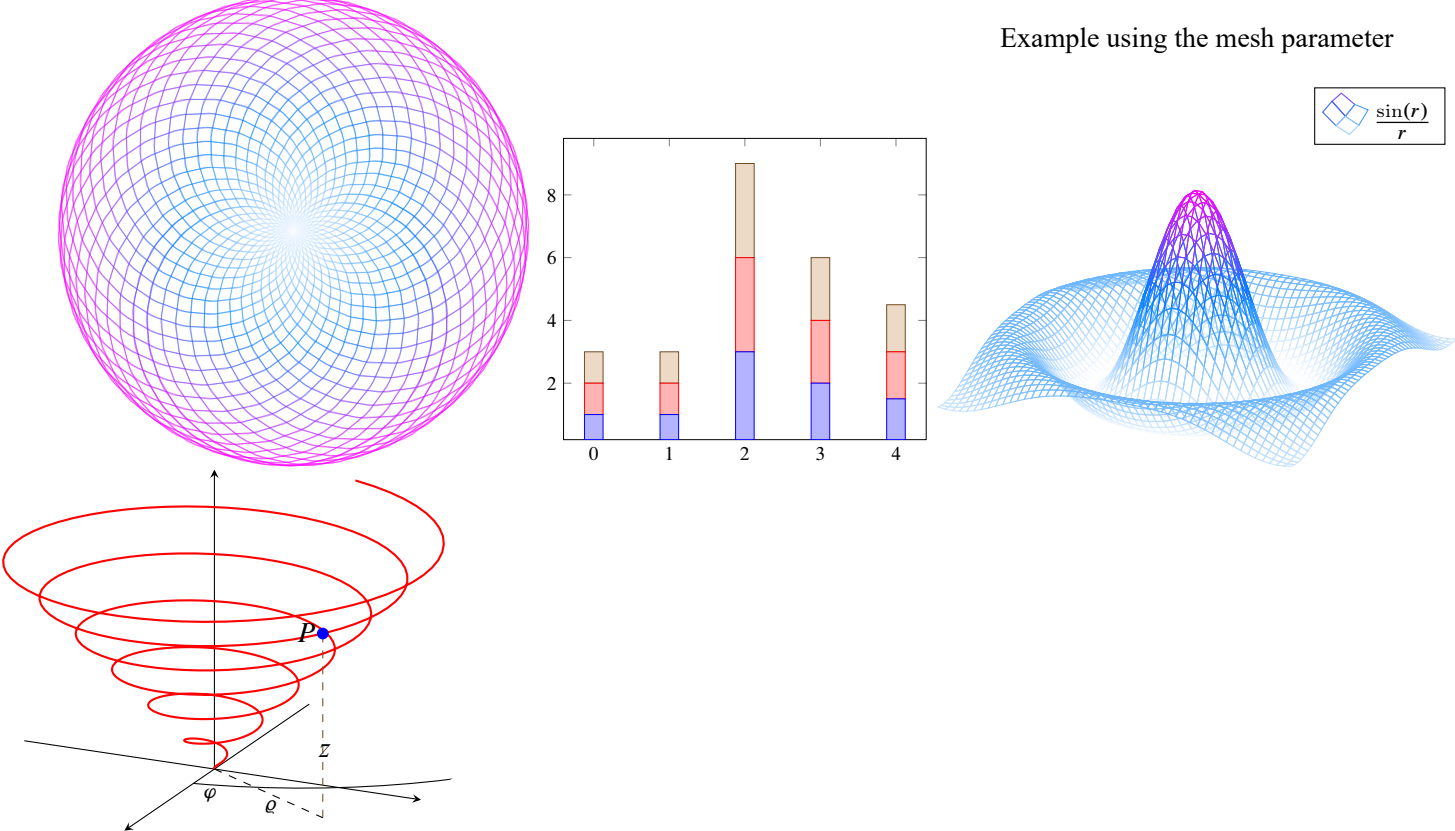 Example using the mesh parameter
sin(r)
r
8
6
4
2
0 1 2 3 4
P
z
φ
ϱ